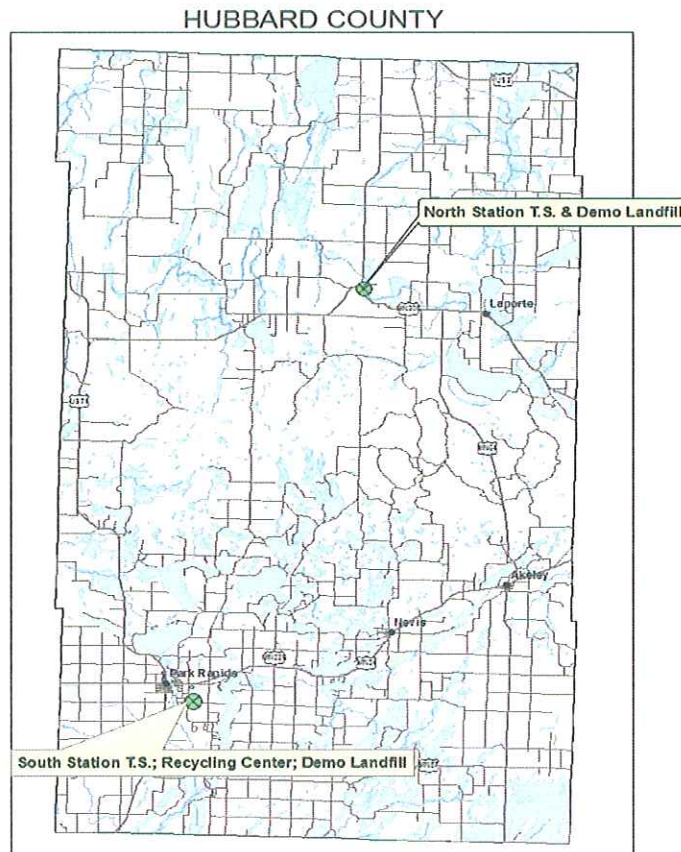 HUBBARD COUNTY
North Station T.S. & Demo Landfill
Laporte
Akeley
Nevis
Park Rapids
South Station T.S.; Recycling Center; Demo Landfill